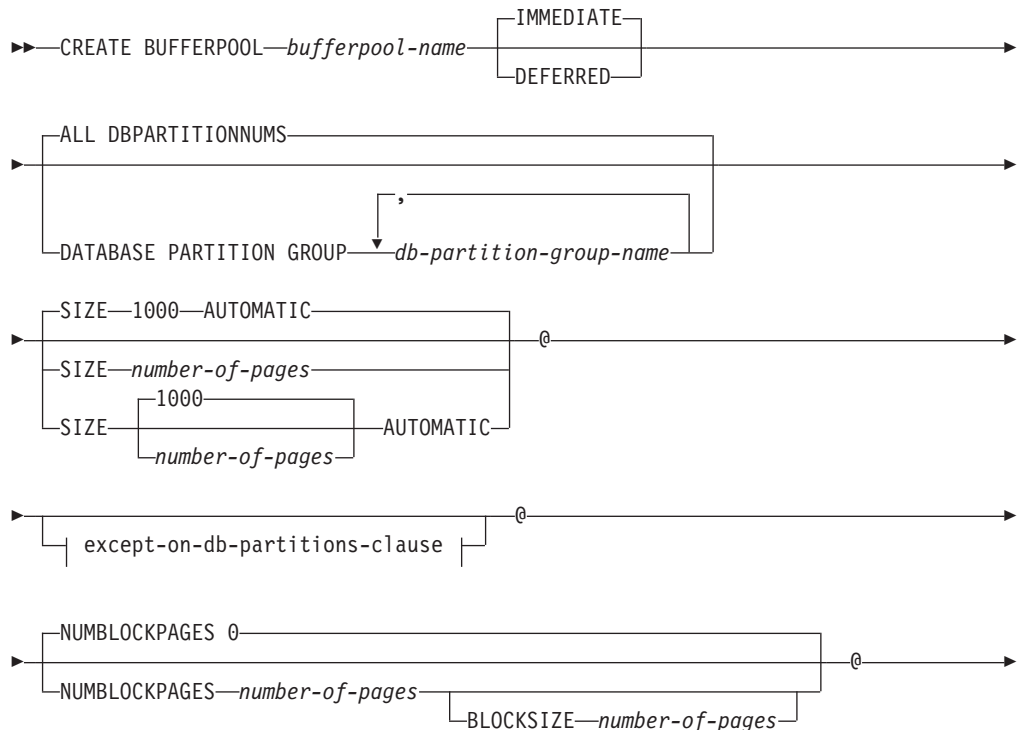 IMMEDIATE
CREATE BUFFERPOOL bufferpool-name
DEFERRED
ALL DBPARTITIONNUMS
,
DATABASE PARTITION GROUP db-partition-group-name
SIZE 1000 AUTOMATIC
@
SIZE number-of-pages
1000
SIZE AUTOMATIC
number-of-pages
@
except-on-db-partitions-clause
NUMBLOCKPAGES 0
@
NUMBLOCKPAGES number-of-pages
BLOCKSIZE number-of-pages